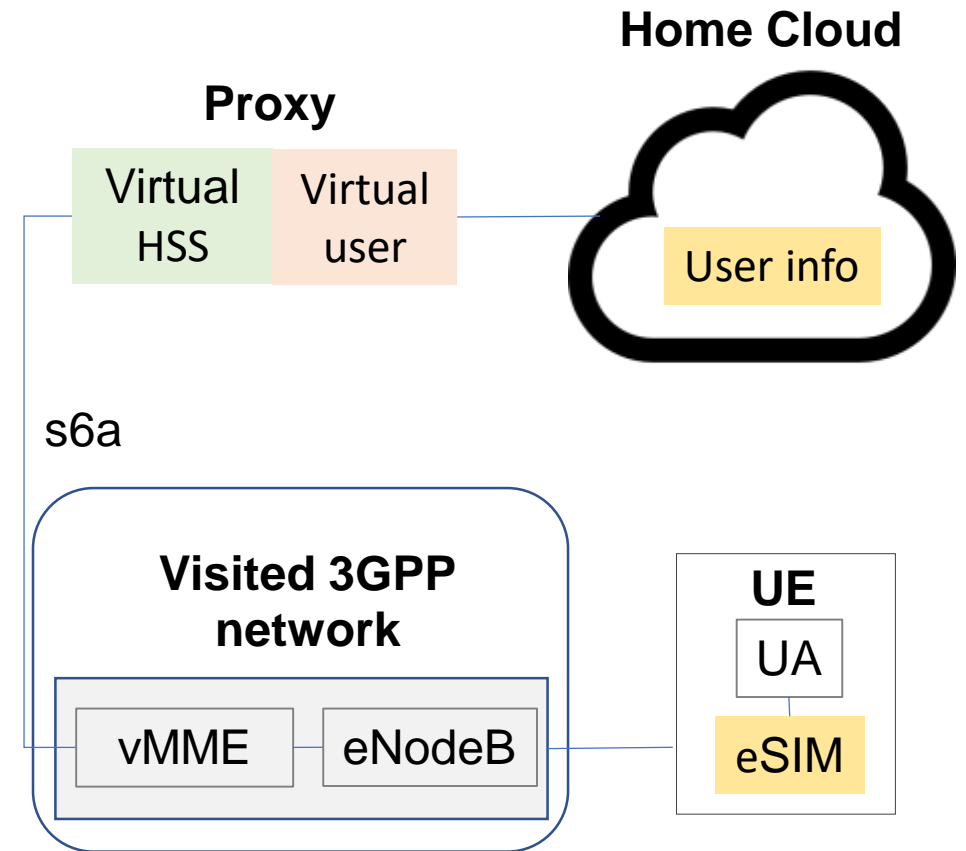 Home Cloud
Proxy
Virtual
HSS
Virtual
user
User info
s6a
Visited 3GPP
network
vMME
eNodeB
UE
UA
eSIM